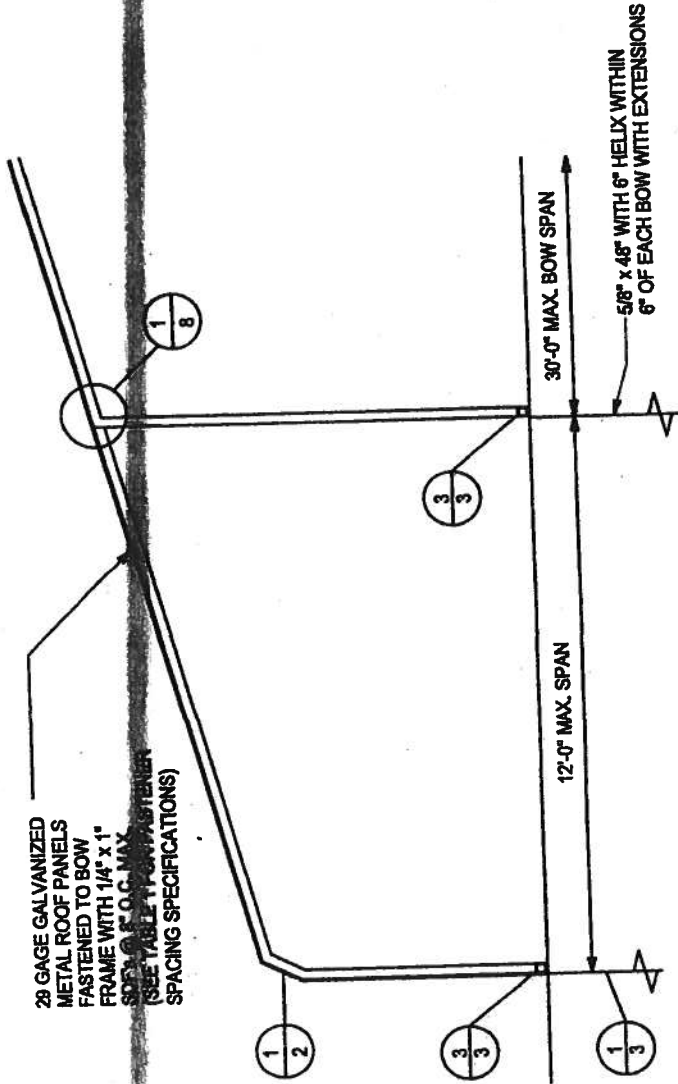 29 GAGE GALVANIZED
METAL ROOF PANELS
FASTENED TO BOW
FRAME WITH 1/4" x 1"
O.C. MAX.
(SEE TABLE FASTENER
SPACING SPECIFICATIONS)
1
8
1
2
3
3
3
3
1
3
12'-0" MAX. SPAN
30'-0" MAX. BOW SPAN
5/8" x 48" WITH 6" HELIX WITHIN
6" OF EACH BOW WITH EXTENSIONS